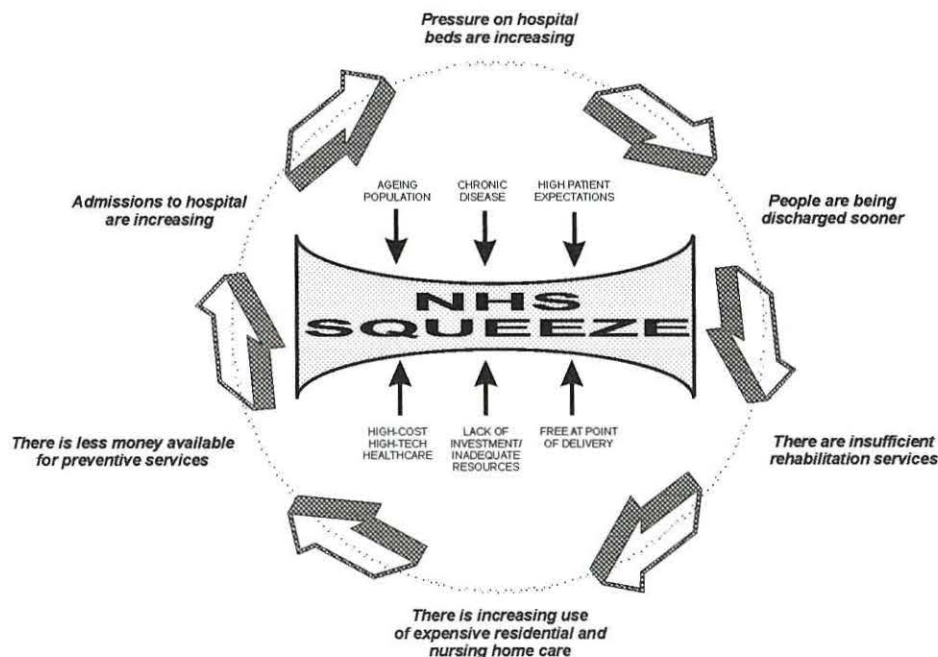 Pressure on hospital
beds are increasing
Admissions to hospital
are increasing
AGEING
POPULATION
CHRONIC
DISEASE
HIGH PATIENT
EXPECTATIONS
People are being
discharged sooner
NHS
SQUEEZE
There is less money available
for preventive services
HIGH-COST
HIGH-TECH
HEALTHCARE
LACK OF
INVESTMENT/
INADEQUATE
RESOURCES
FREE AT POINT
OF DELIVERY
There are insufficient
rehabilitation services
There is increasing use
of expensive residential and
nursing home care